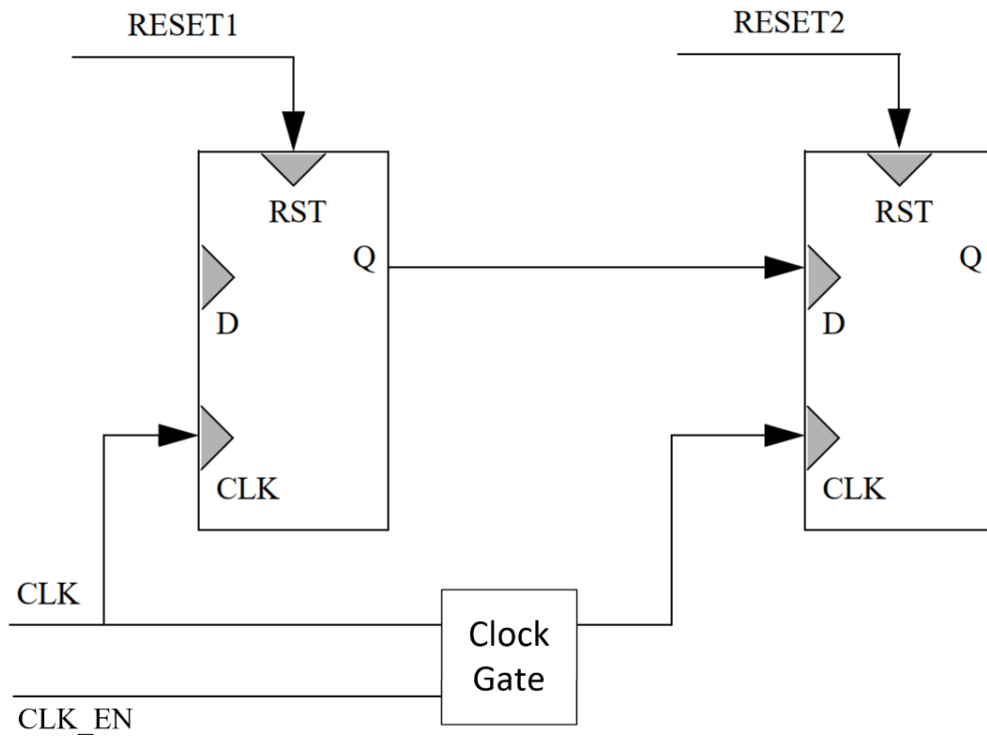 RESET1
RESET2
RST
RST
Q
Q
D
D
CLK
CLK
CLK
Clock
Gate
CLK_EN